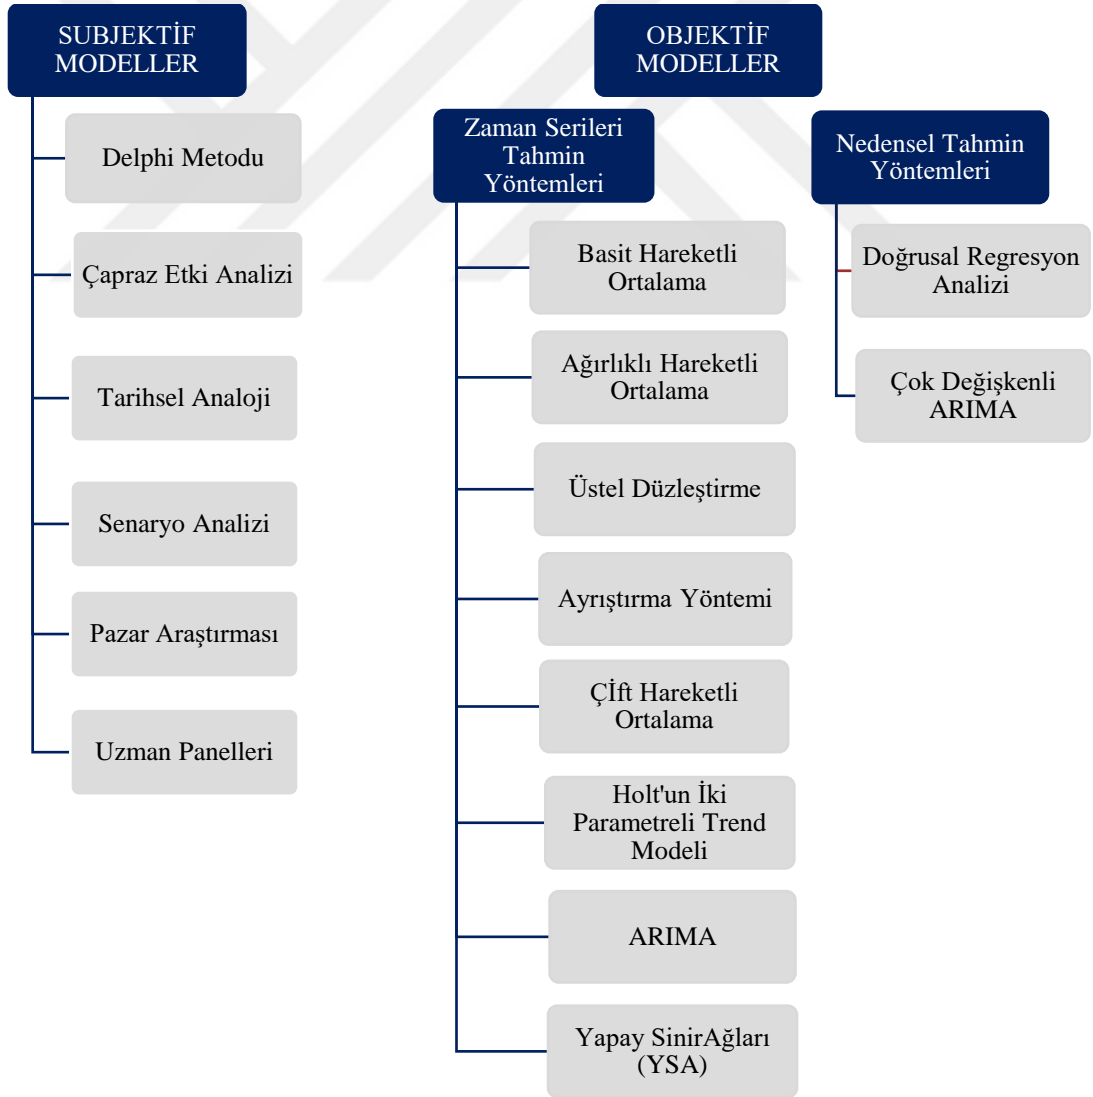 SUBJEKTİF
MODELLER
Delphi Metodu
Çapraz Etki Analizi
Tarihsel Analoji
Senaryo Analizi
Pazar Araştırması
Uzman Panelleri
OBJEKTİF
MODELLER
Zaman Serileri
Tahmin
Yöntemleri
Basit Hareketli
Ortalama
Ağırlıklı Hareketli
Ortalama
Üstel Düzleştirme
Ayrıştırma Yöntemi
Çİft Hareketli
Ortalama
Holt'un İki
Parametreli Trend
Modeli
ARIMA
Yapay SinirAğları
(YSA)
Nedensel Tahmin
Yöntemleri
Doğrusal Regresyon
Analizi
Çok Değişkenli
ARIMA